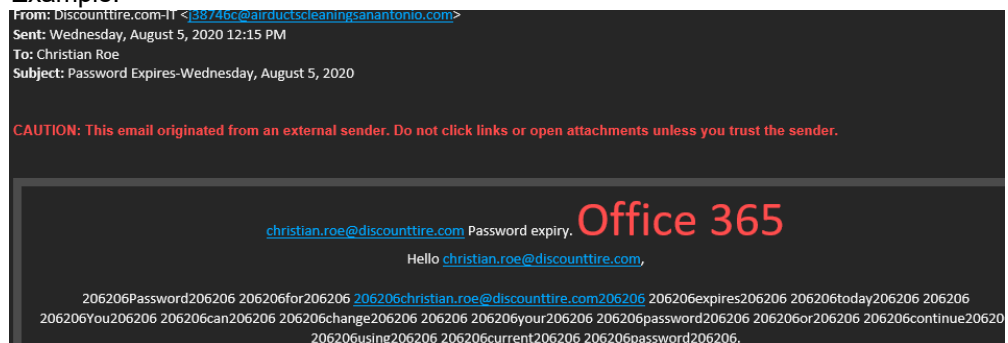 Example:
From: Discounttire.com-IT <j38746c@airductscleaningsanantonio.com>
Sent: Wednesday, August 5, 2020 12:15 PM
To: Christian Roe
Subject: Password Expires-Wednesday, August 5, 2020
CAUTION: This email originated from an external sender. Do not click links or open attachments unless you trust the sender.
christian.roe@discounttire.com Password expiry. Office 365
Hello christian.roe@discounttire.com,
206206Password206206 206206for206206 206206christian.roe@discounttire.com206206 206206expires206206 206206today206206 206206
206206You206206 206206can206206 206206change206206 206206 206206your206206 206206password206206 206206or206206 206206continue20620
206206using206206 206206current206206 206206password206206.